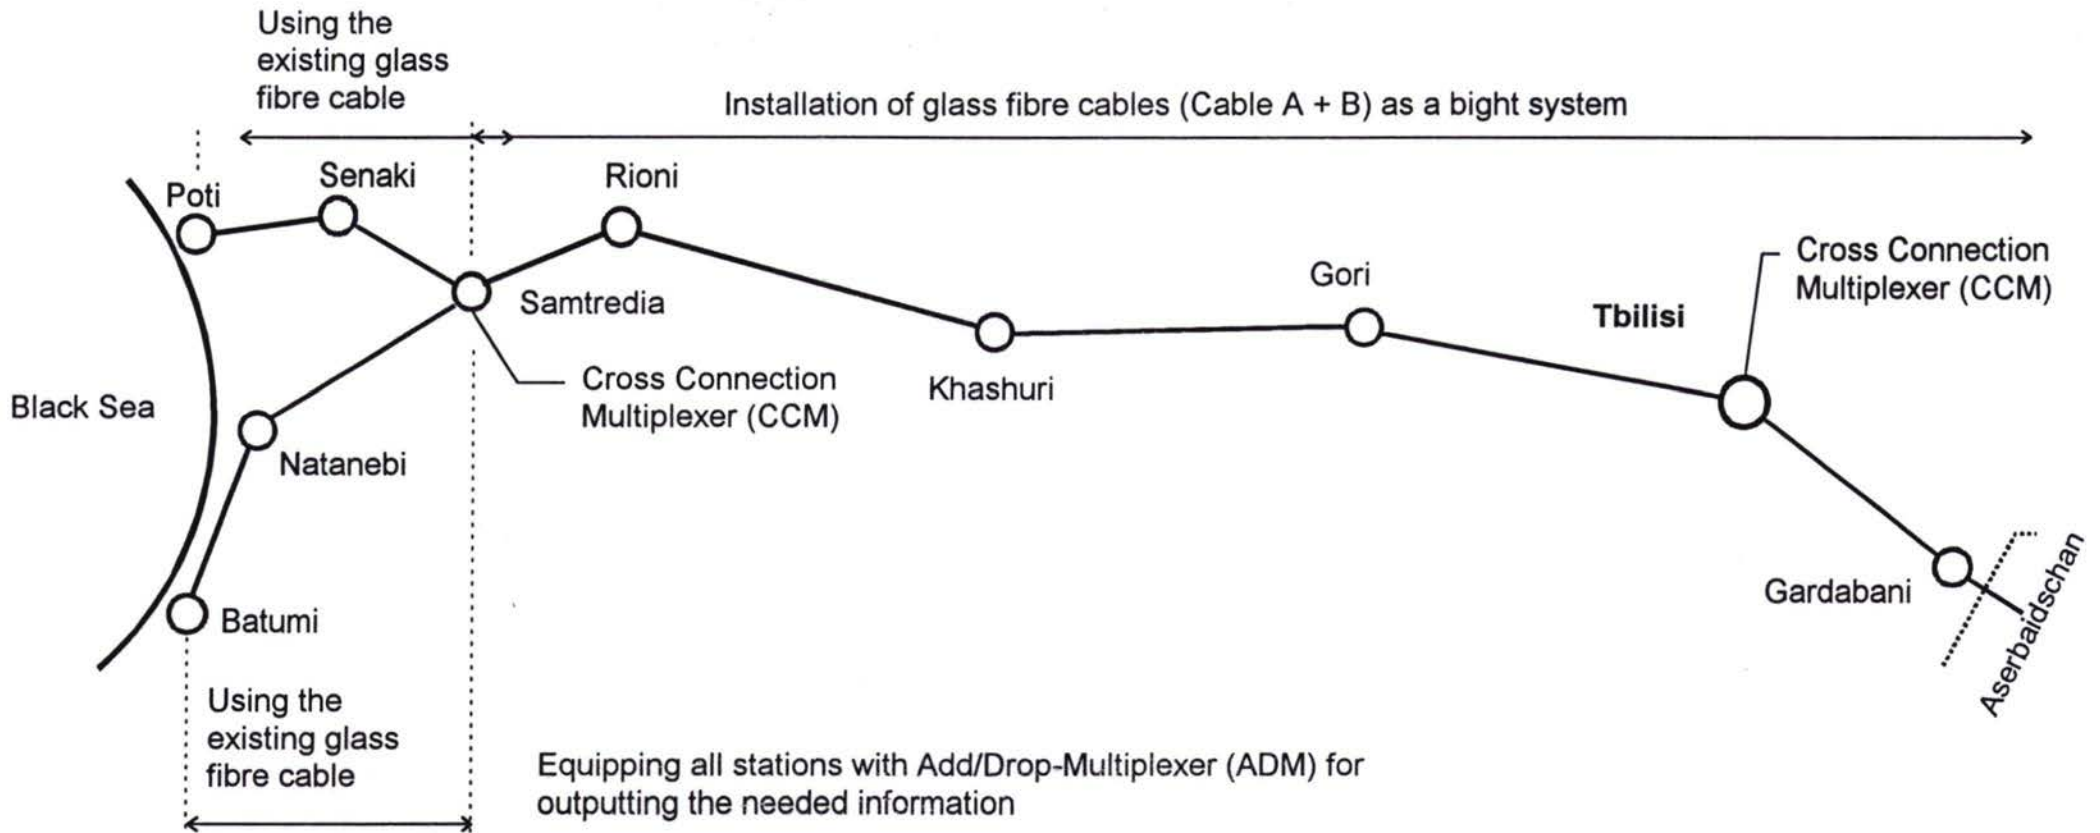 Using the
existing glass
fibre cable
Installation of glass fibre cables (Cable A + B) as a bight system
Poti
Senaki
Rioni
Samtredia
Cross Connection
Multiplexer (CCM)
Khashuri
Gori
Tbilisi
Cross Connection
Multiplexer (CCM)
Black Sea
Natanebi
Batumi
Gardabani
Aserbaidschan
Using the
existing glass
fibre cable
Equipping all stations with Add/Drop-Multiplexer (ADM) for
outputting the needed information